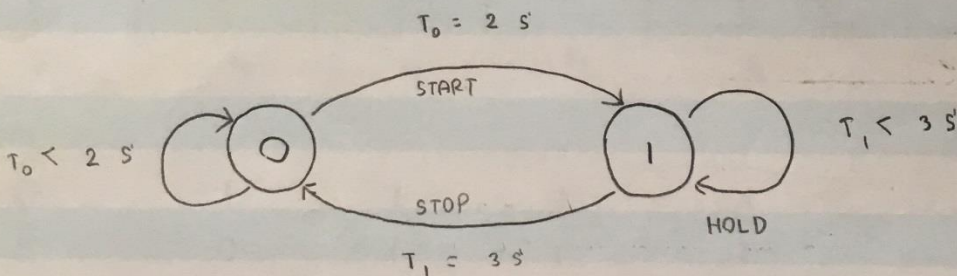 T₀ = 2 S
START
T₀ < 2 S
0
1
T₁ < 3 S
STOP
HOLD
T₁ = 3 S